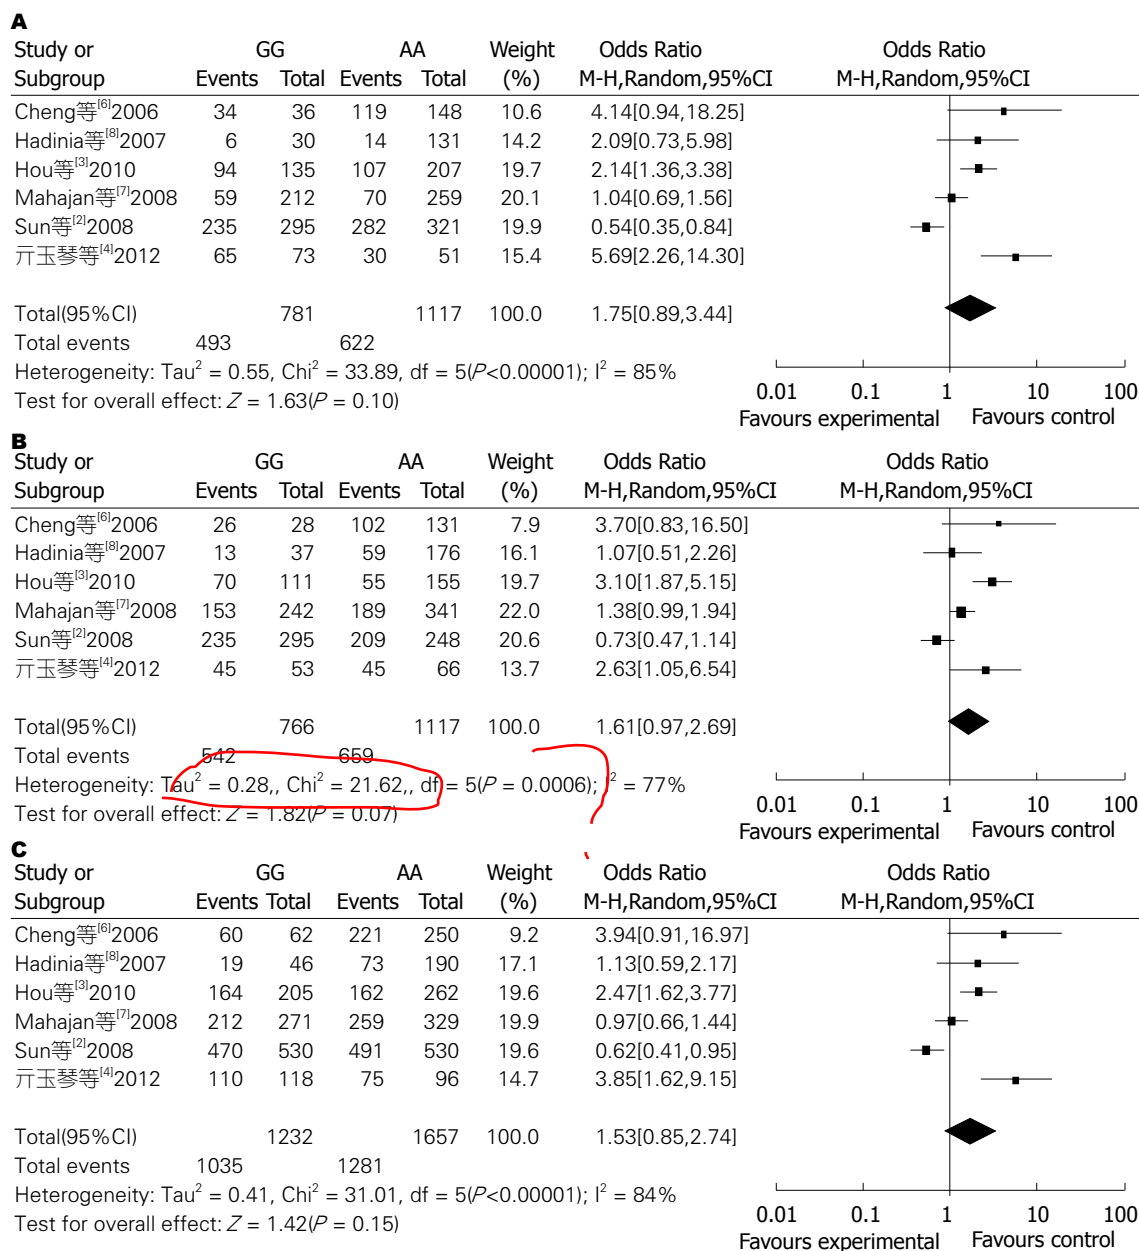 A
Study or GG AA Weight Odds Ratio Odds Ratio
Subgroup Events Total Events Total (%) M-H,Random,95%CI M-H,Random,95%CI
Cheng等[6]2006 34 36 119 148 10.6 4.14[0.94,18.25]
Hadinia等[8]2007 6 30 14 131 14.2 2.09[0.73,5.98]
Hou等[3]2010 94 135 107 207 19.7 2.14[1.36,3.38]
Mahajan等[7]2008 59 212 70 259 20.1 1.04[0.69,1.56]
Sun等[2]2008 235 295 282 321 19.9 0.54[0.35,0.84]
亓玉琴等[4]2012 65 73 30 51 15.4 5.69[2.26,14.30]
Total(95%CI) 781 1117 100.0 1.75[0.89,3.44]
Total events 493 622
Heterogeneity: Tau2 = 0.55, Chi2 = 33.89, df = 5(P<0.00001); I2 = 85%
Test for overall effect: Z = 1.63(P = 0.10)
0.01 0.1 1 10 100
Favours experimental Favours control
B
Study or GG AA Weight Odds Ratio Odds Ratio
Subgroup Events Total Events Total (%) M-H,Random,95%CI M-H,Random,95%CI
Cheng等[6]2006 26 28 102 131 7.9 3.70[0.83,16.50]
Hadinia等[8]2007 13 37 59 176 16.1 1.07[0.51,2.26]
Hou等[3]2010 70 111 55 155 19.7 3.10[1.87,5.15]
Mahajan等[7]2008 153 242 189 341 22.0 1.38[0.99,1.94]
Sun等[2]2008 235 295 209 248 20.6 0.73[0.47,1.14]
亓玉琴等[4]2012 45 53 45 66 13.7 2.63[1.05,6.54]
Total(95%CI) 766 1117 100.0 1.61[0.97,2.69]
Total events 542 659
Heterogeneity: Tau2 = 0.28,, Chi2 = 21.62,, df = 5(P = 0.0006); I2 = 77%
Test for overall effect: Z = 1.82(P = 0.07)
0.01 0.1 1 10 100
Favours experimental Favours control
C
Study or GG AA Weight Odds Ratio Odds Ratio
Subgroup Events Total Events Total (%) M-H,Random,95%CI M-H,Random,95%CI
Cheng等[6]2006 60 62 221 250 9.2 3.94[0.91,16.97]
Hadinia等[8]2007 19 46 73 190 17.1 1.13[0.59,2.17]
Hou等[3]2010 164 205 162 262 19.6 2.47[1.62,3.77]
Mahajan等[7]2008 212 271 259 329 19.9 0.97[0.66,1.44]
Sun等[2]2008 470 530 491 530 19.6 0.62[0.41,0.95]
亓玉琴等[4]2012 110 118 75 96 14.7 3.85[1.62,9.15]
Total(95%CI) 1232 1657 100.0 1.53[0.85,2.74]
Total events 1035 1281
Heterogeneity: Tau2 = 0.41, Chi2 = 31.01, df = 5(P<0.00001); I2 = 84%
Test for overall effect: Z = 1.42(P = 0.15)
0.01 0.1 1 10 100
Favours experimental Favours control